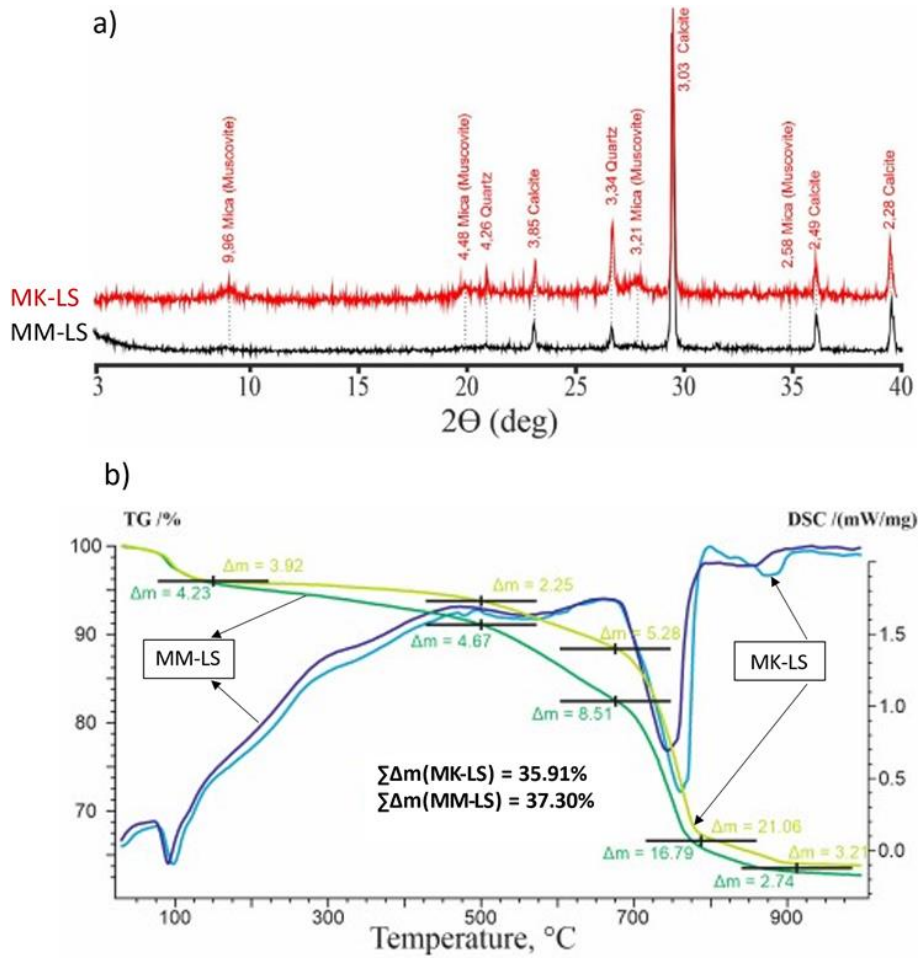 a)
9,96 Mica (Muscovite)
4,48 Mica (Muscovite)
4,26 Quartz
3,85 Calcite
3,34 Quartz
3,21 Mica (Muscovite)
3,03 Calcite
2,58 Mica (Muscovite)
2,49 Calcite
2,28 Calcite
MK-LS
MM-LS
3 10 15 20 25 30 35 40
2Θ (deg)
b)
TG /% DSC /(mW/mg)
100
90
80
70
1.5
1.0
0.5
0.0
Δm = 3.92
Δm = 4.23
Δm = 2.25
Δm = 4.67
Δm = 5.28
Δm = 8.51
MM-LS
MK-LS
∑Δm(MK-LS) = 35.91%
∑Δm(MM-LS) = 37.30%
Δm = 21.06
Δm = 16.79
Δm = 3.21
Δm = 2.74
100 300 500 700 900
Temperature, °C